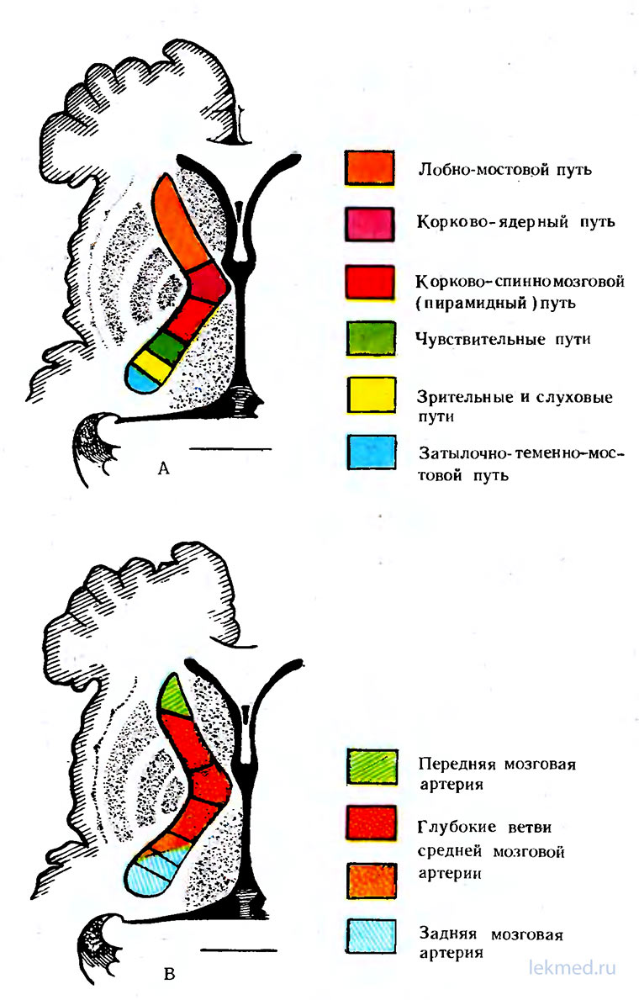 Лобно-мостовой путь
Корково-ядерный путь
Корково-спинномозговой
(пирамидный) путь
Чувствительные пути
Зрительные и слуховые
пути
Затылочно-теменно-мос-
товой путь
А
Передняя мозговая
артерия
Глубокие ветви
средней мозговой
артерии
Задняя мозговая
артерия
В
lekmed.ru